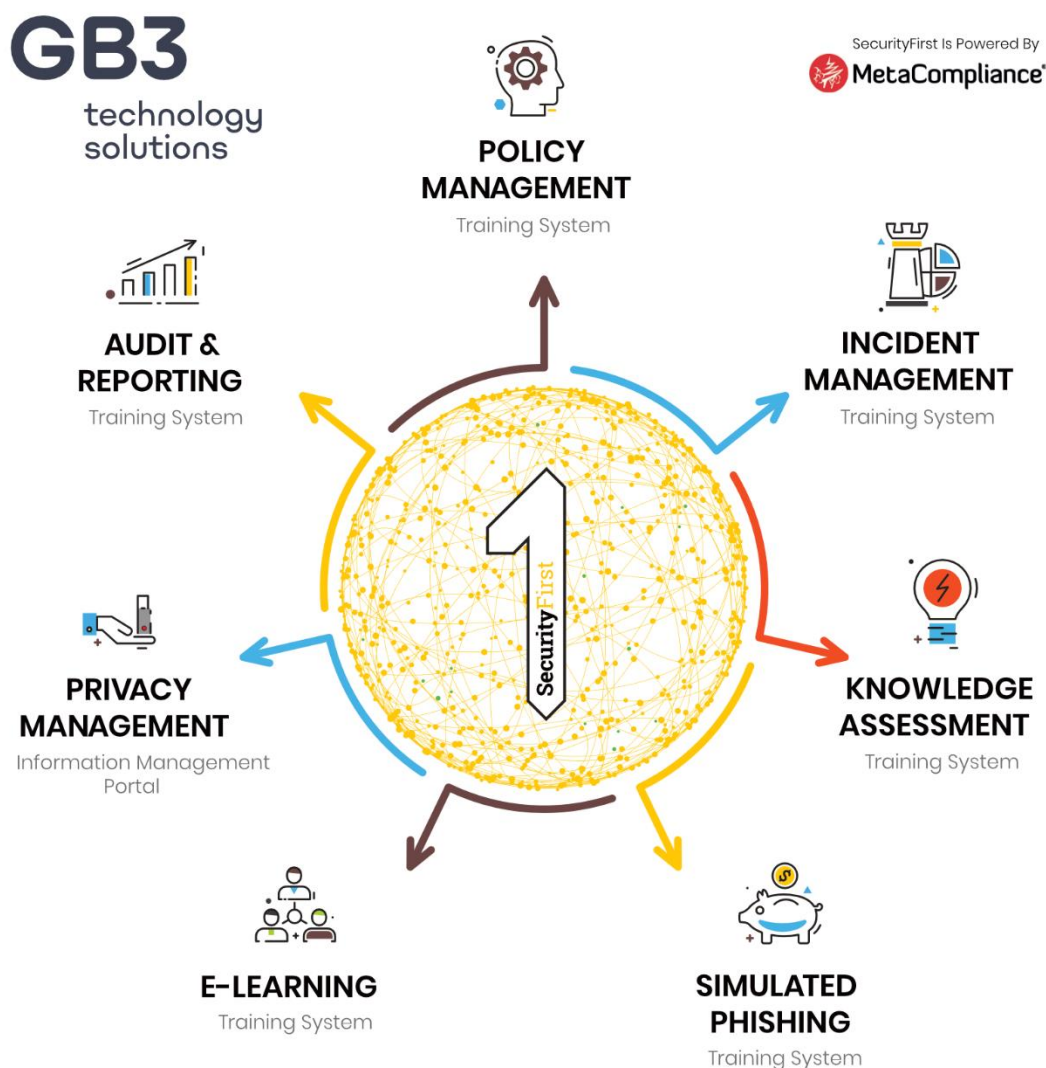 GB3
technology
solutions
SecurityFirst Is Powered By
MetaCompliance®
POLICY
MANAGEMENT
Training System
AUDIT &
REPORTING
Training System
INCIDENT
MANAGEMENT
Training System
SecurityFirst
1
PRIVACY
MANAGEMENT
Information Management
Portal
KNOWLEDGE
ASSESSMENT
Training System
E-LEARNING
Training System
SIMULATED
PHISHING
Training System